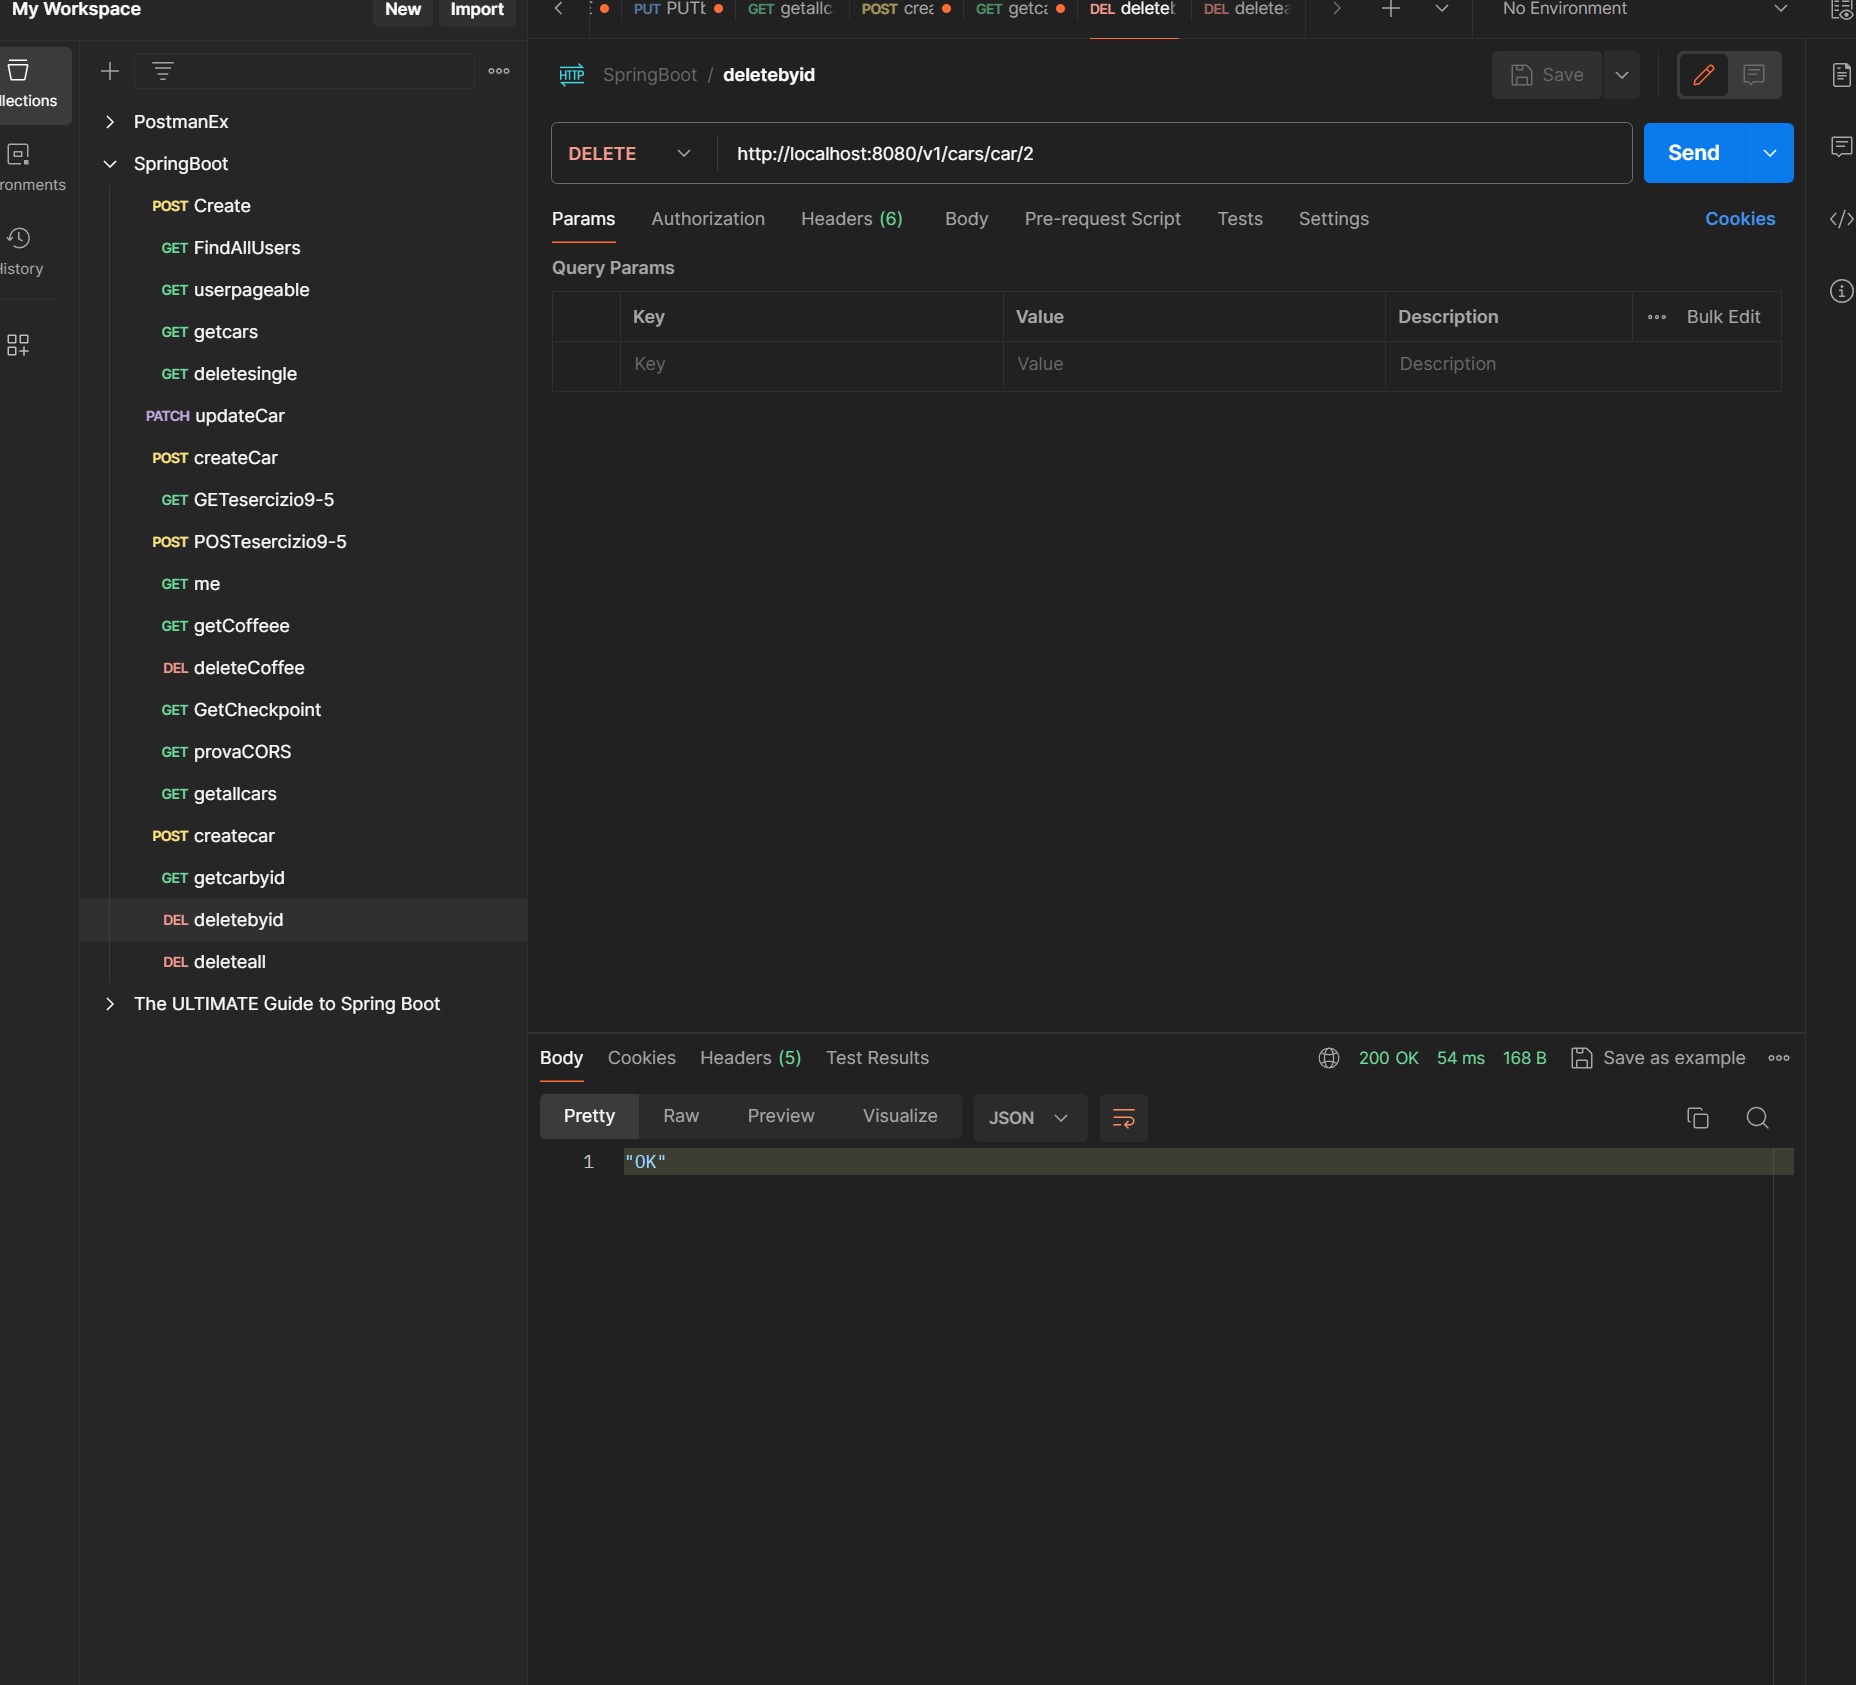 My Workspace
New
Import
PUT PUTt
GET getallc
POST crea
GET getca
DEL deletel
DEL deletea
No Environment
llections
ronments
History
PostmanEx
SpringBoot
POST Create
GET FindAllUsers
GET userpageable
GET getcars
GET deletesingle
PATCH updateCar
POST createCar
GET GETesercizio9-5
POST POSTesercizio9-5
GET me
GET getCoffeee
DEL deleteCoffee
GET GetCheckpoint
GET provaCORS
GET getallcars
POST createcar
GET getcarbyid
DEL deletebyid
DEL deleteall
The ULTIMATE Guide to Spring Boot
HTTP SpringBoot / deletebyid
Save
DELETE http://localhost:8080/v1/cars/car/2
Send
Params Authorization Headers (6) Body Pre-request Script Tests Settings Cookies
Query Params
Key Value Description Bulk Edit
Key Value Description
Body Cookies Headers (5) Test Results 200 OK 54 ms 168 B Save as example
Pretty Raw Preview Visualize JSON
1 "OK"